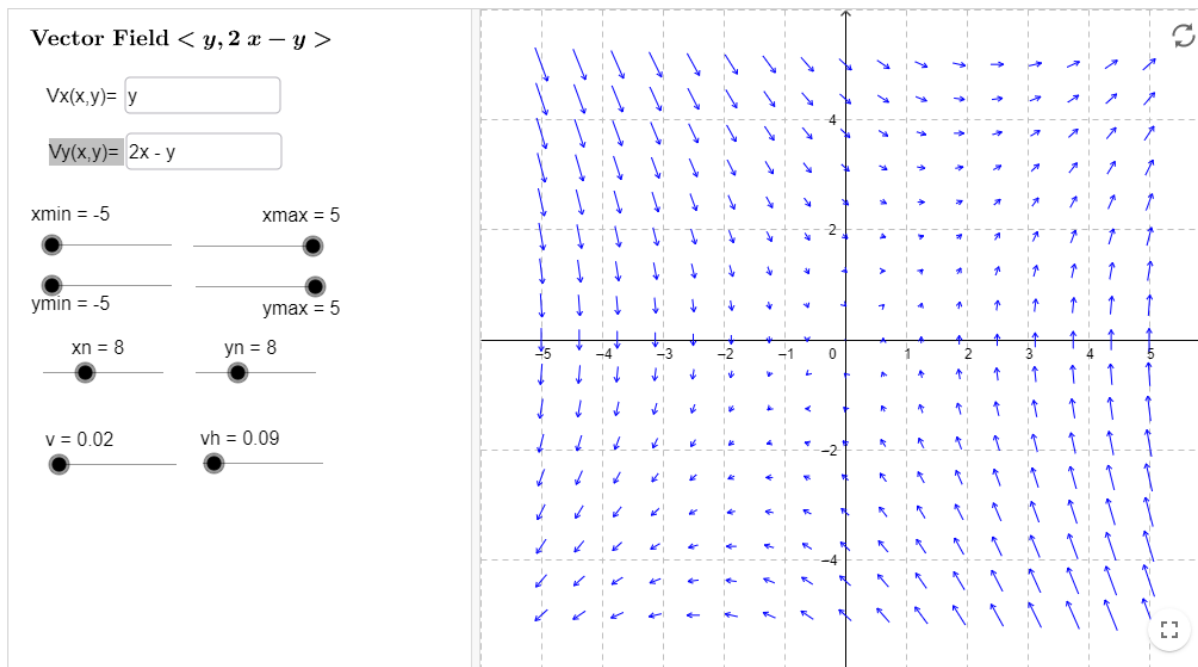 Vector Field < y, 2 x − y >
Vx(x,y)= y
Vy(x,y)= 2x - y
xmin = -5 xmax = 5
ymin = -5 ymax = 5
xn = 8 yn = 8
v = 0.02 vh = 0.09
4
2
−5 −4 −3 −2 −1 0 1 2 3 4 5
−2
−4